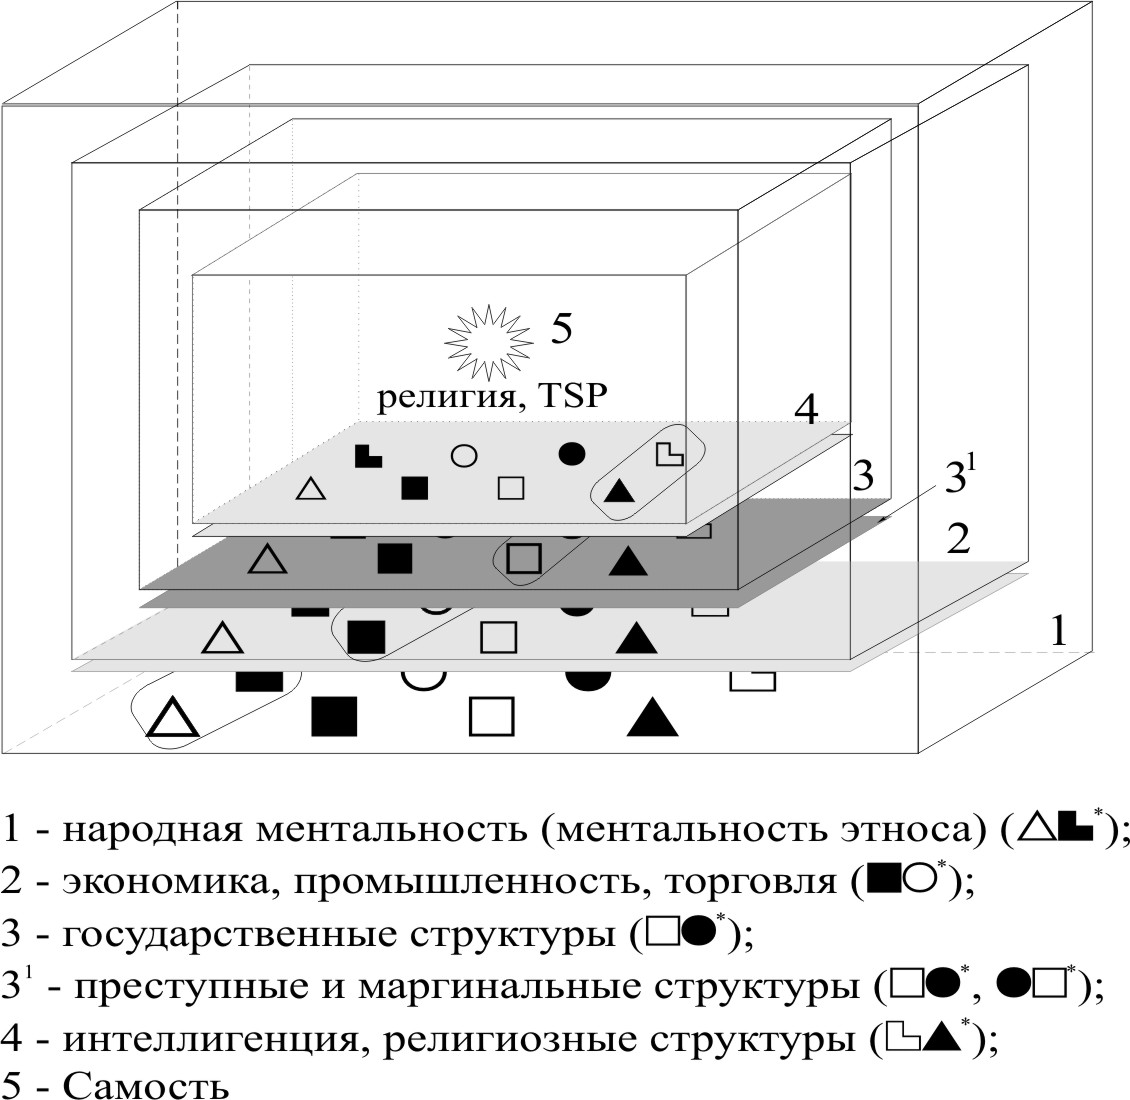 5
религия, TSP
4
3
3¹
2
1
1 - народная ментальность (ментальность этноса) (△▙*);
2 - экономика, промышленность, торговля (■○*);
3 - государственные структуры (□●*);
3¹ - преступные и маргинальные структуры (□●*, ●□*);
4 - интеллигенция, религиозные структуры (L▲*);
5 - Самость